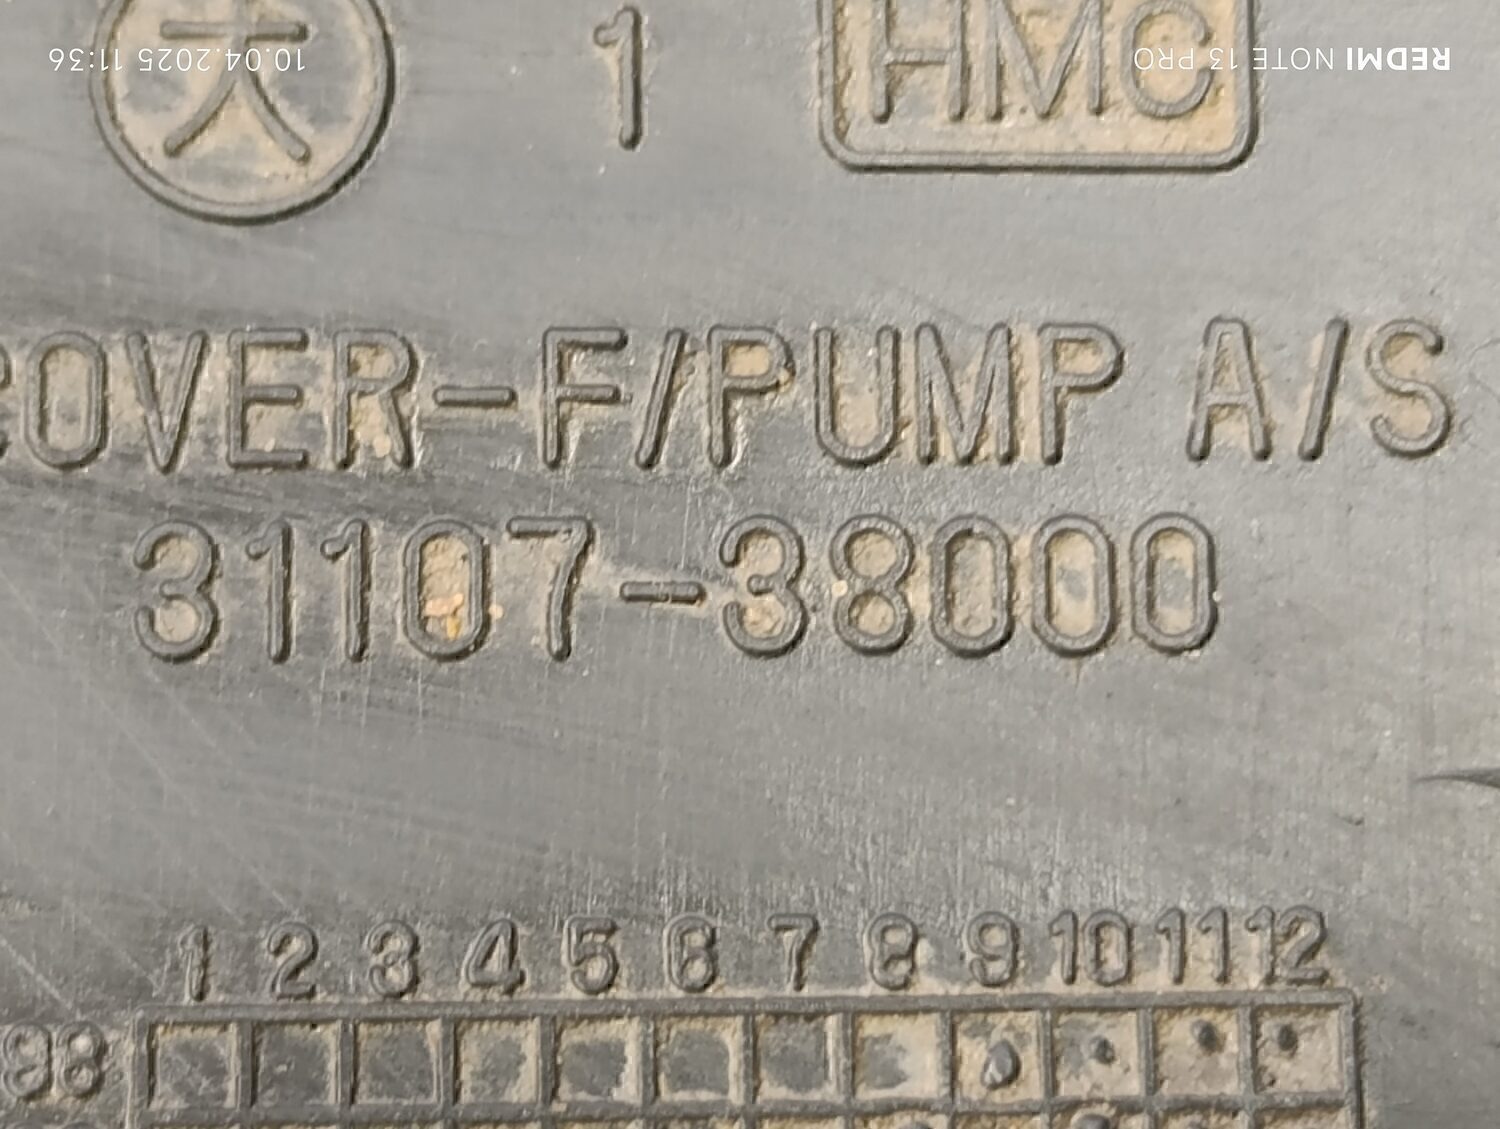 大 1 HMC
10.04.2025 11:36
REDMI NOTE 13 PRO
COVER-F/PUMP A/S
31107-38000
1 2 3 4 5 6 7 8 9 10 11 12
98